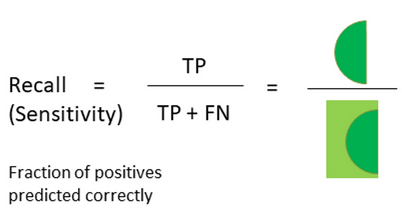 Recall =
(Sensitivity)
TP
TP + FN
=
Fraction of positives
predicted correctly